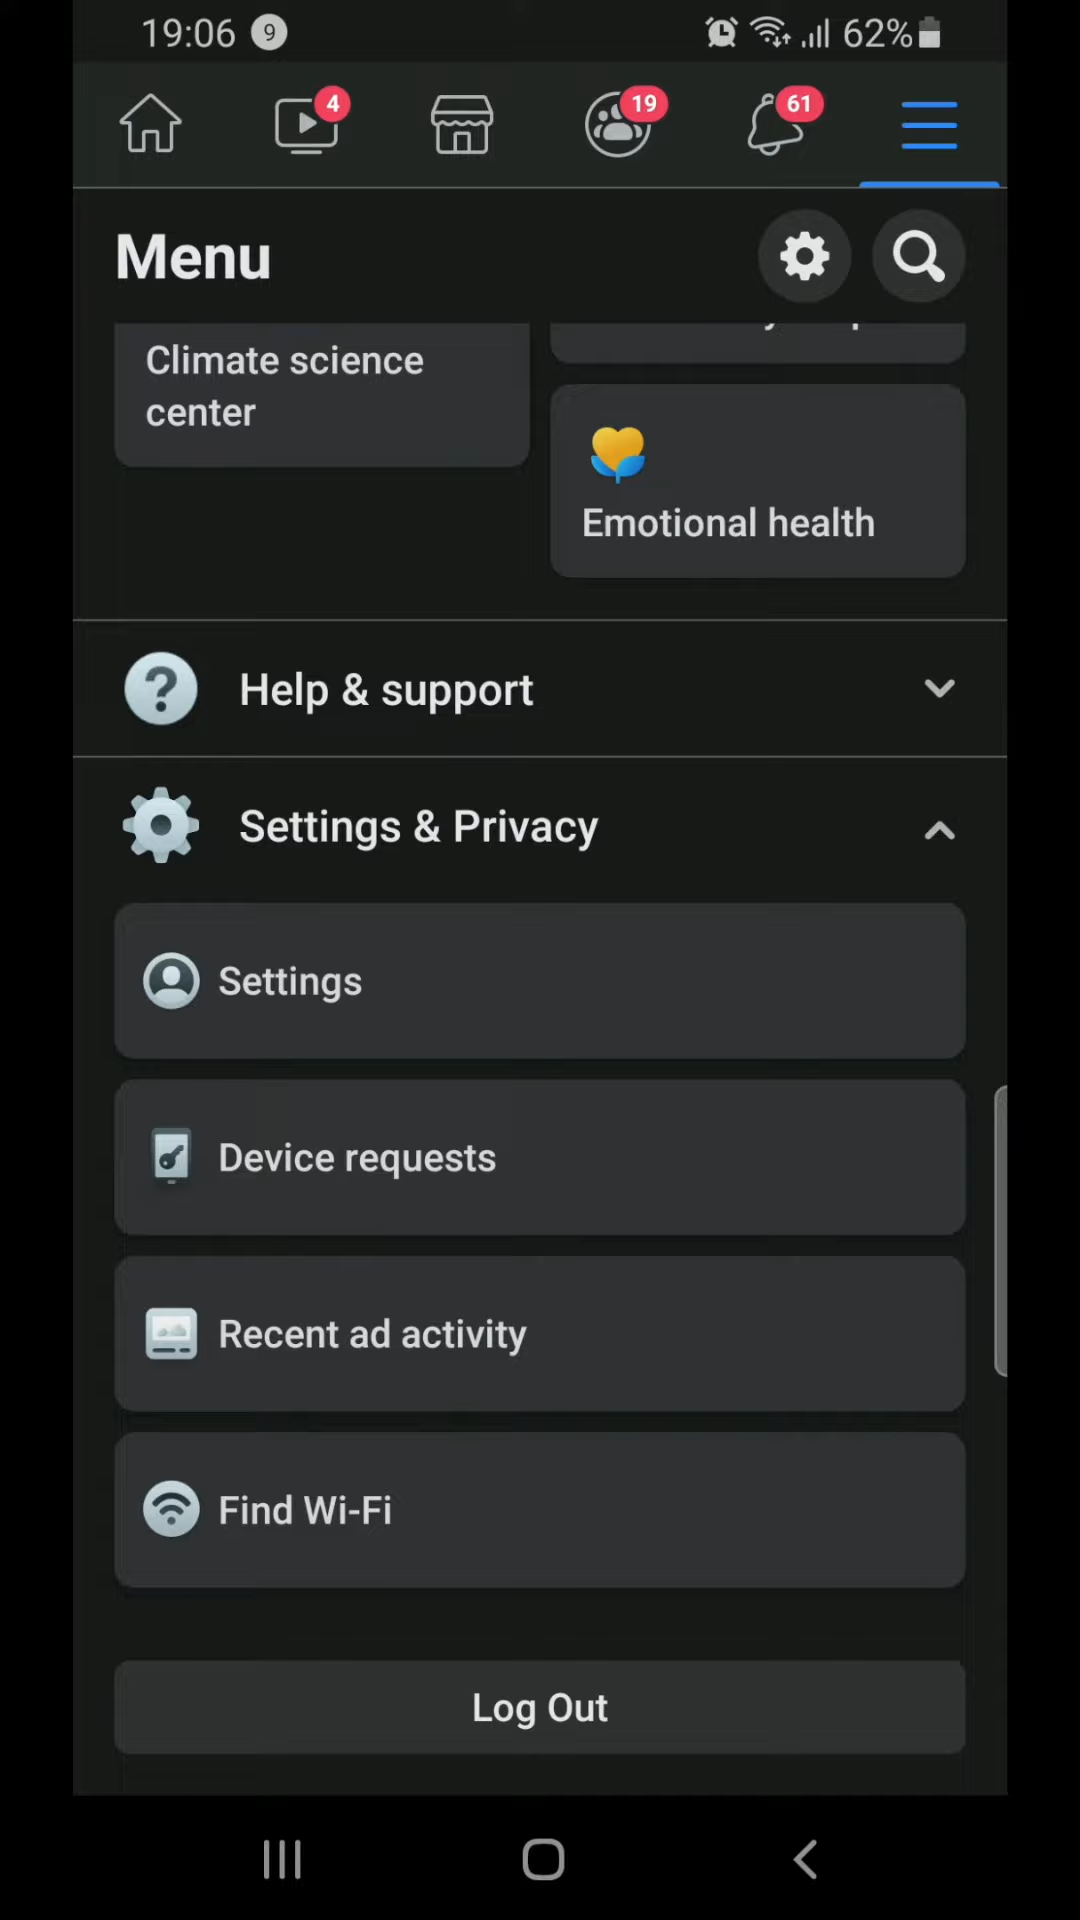 19:06 9 62%
4 19 61
Menu
Climate science
center
Emotional health
Help & support
Settings & Privacy
Settings
Device requests
Recent ad activity
Find Wi-Fi
Log Out